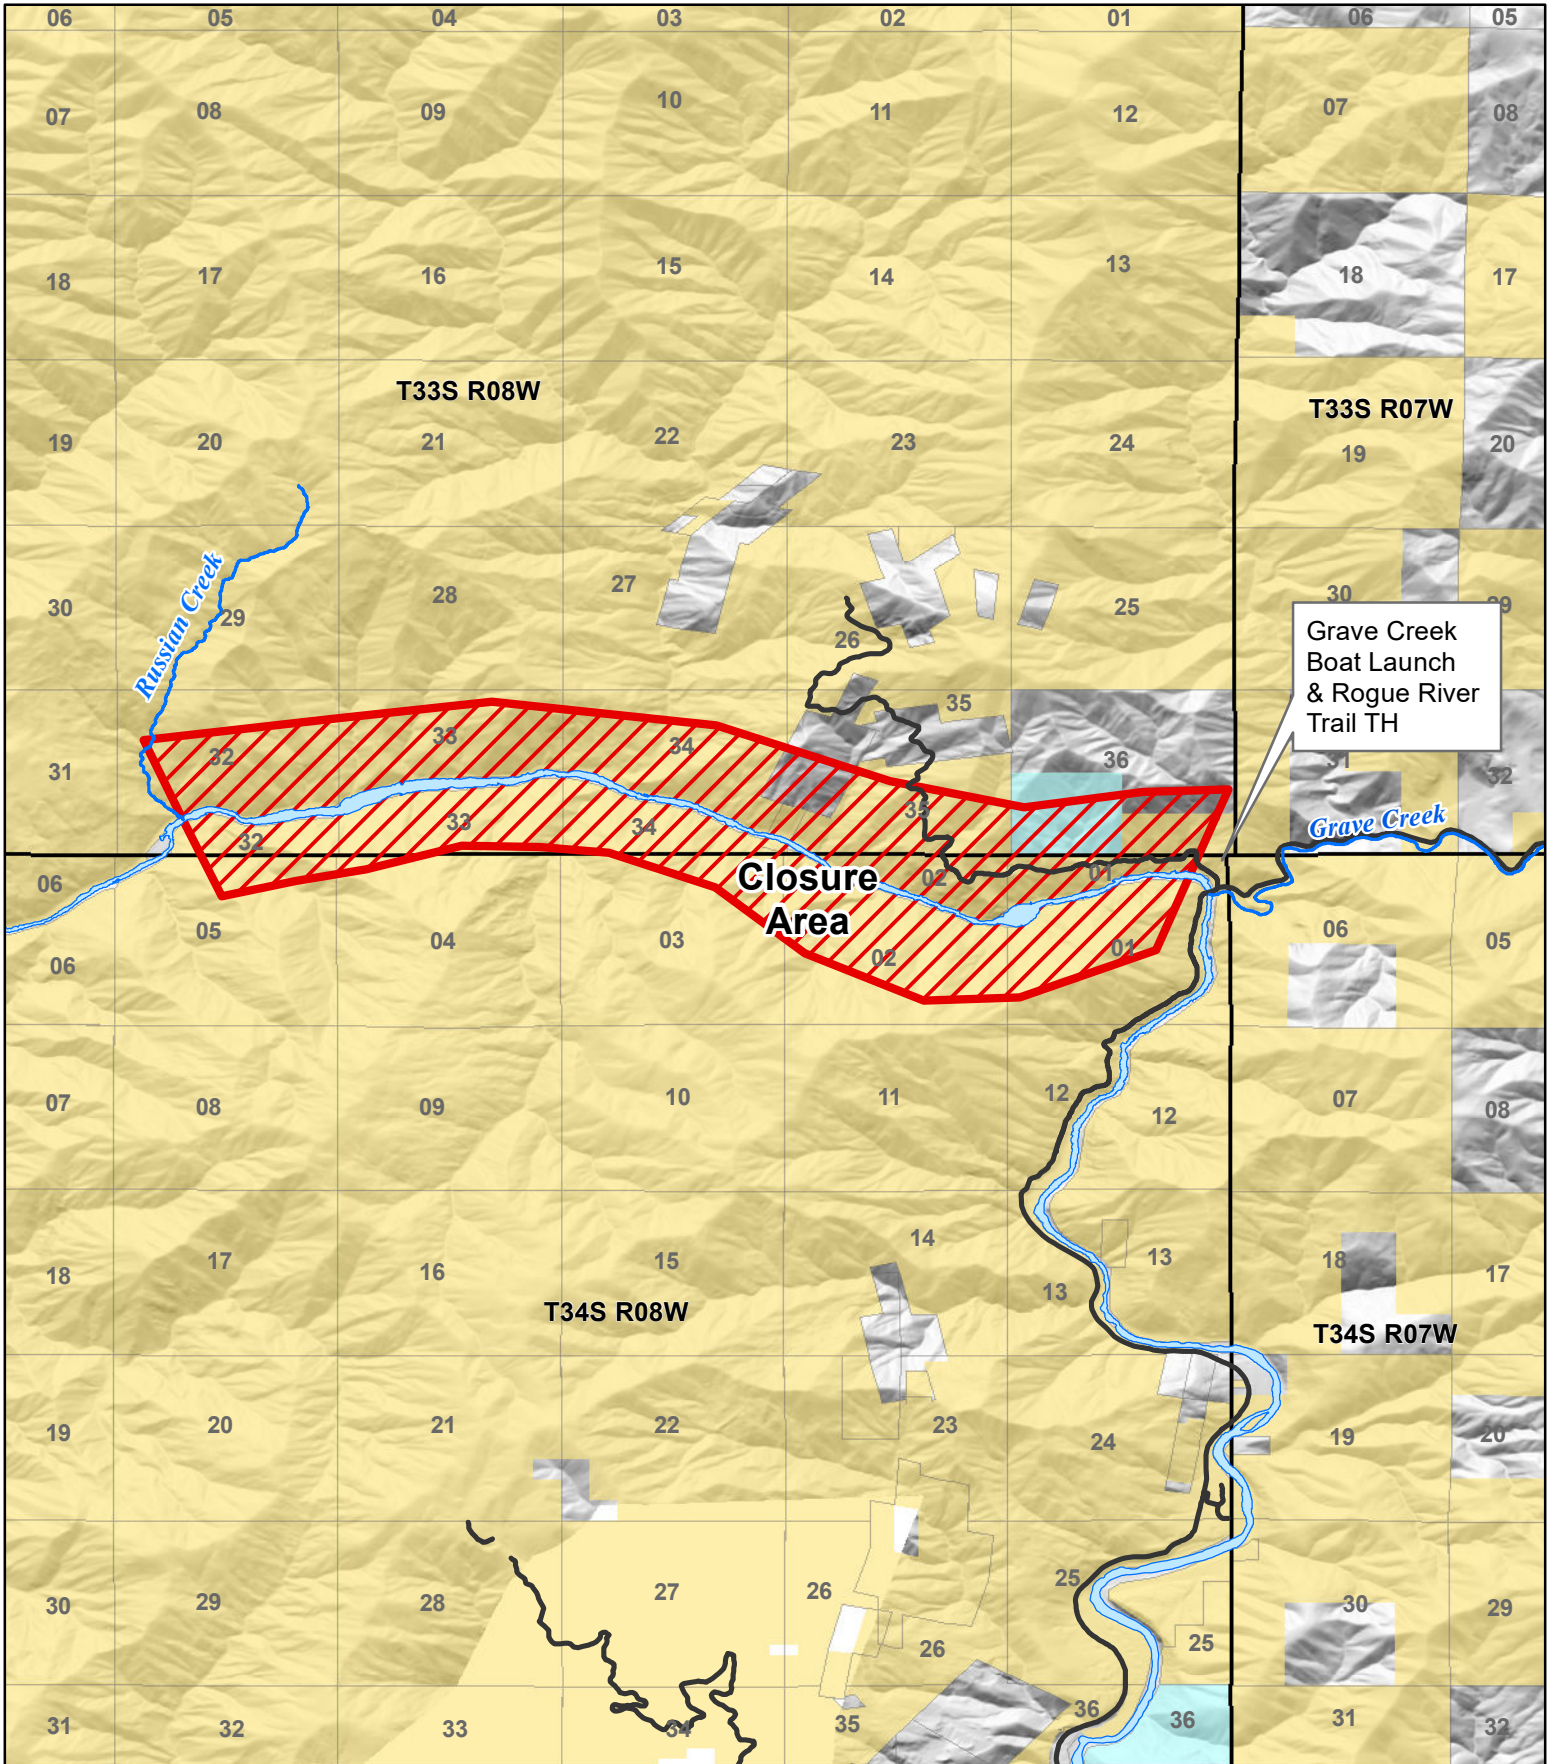 06 05 04 03 02 01 06 05
07 08 09 10 11 12 07 08
18 17 16 15 14 13 18 17
T33S R08W
T33S R07W
19 20 21 22 23 24 19 20
Russian Creek
30 29 28 27 26 25 30 29
Grave Creek
Boat Launch
& Rogue River
Trail TH
31 32 33 34 35 36 31 32
32 33 34 35
Grave Creek
Closure
Area
06 05 04 03 02 01 06 05
06 02 01
07 08 09 10 11 12 12 07 08
18 17 16 15 14 13 13 18 17
T34S R08W
T34S R07W
19 20 21 22 23 24 19 20
30 29 28 27 26 26 25 25 30 29
31 32 33 34 35 36 36 31 32